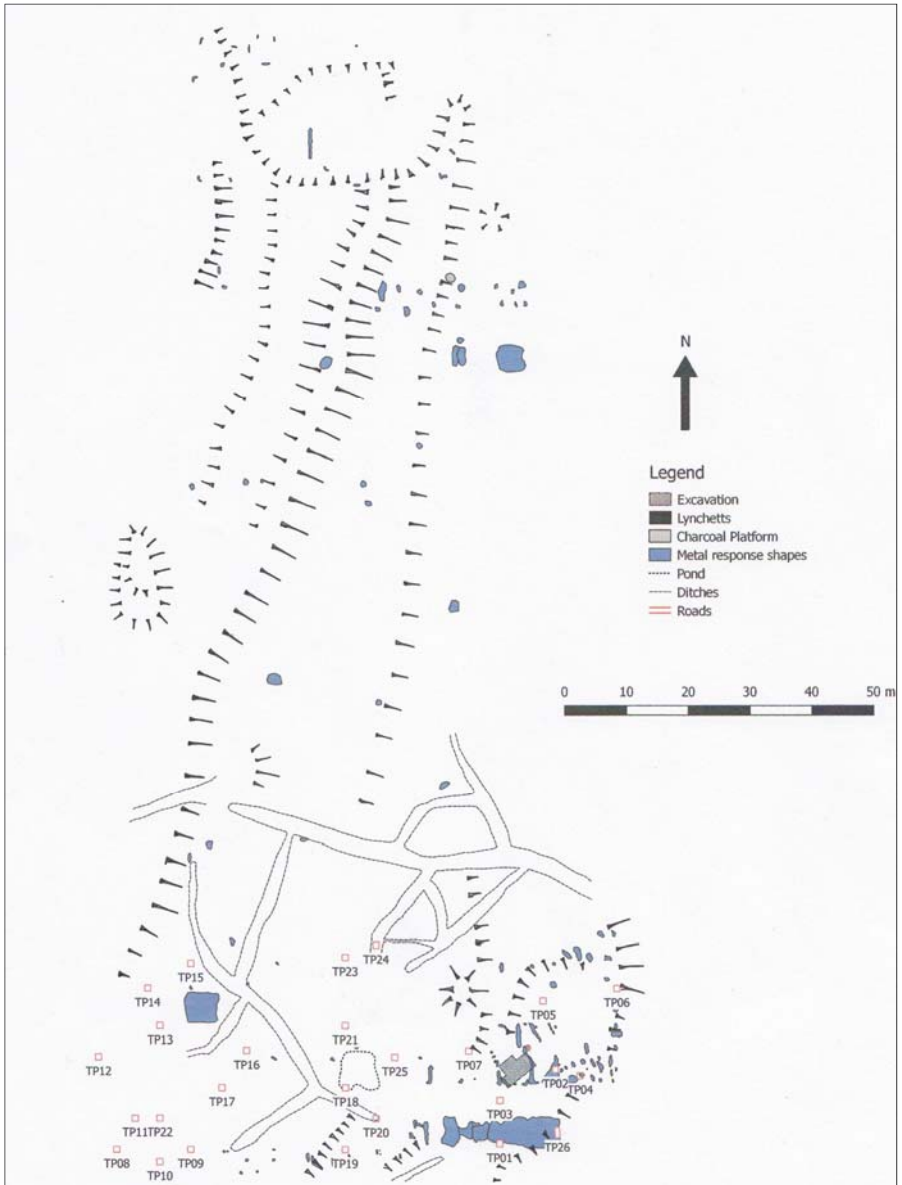 N
Legend
Excavation
Lynchetts
Charcoal Platform
Metal response shapes
Pond
Ditches
Roads
0 10 20 30 40 50 m
TP24
TP23
TP15
TP14
TP06
TP05
TP13
TP21
TP12
TP16
TP25
TP07
TP02
TP04
TP17
TP18
TP03
TP11 TP22
TP20
TP26
TP08
TP09
TP19
TP01
TP10